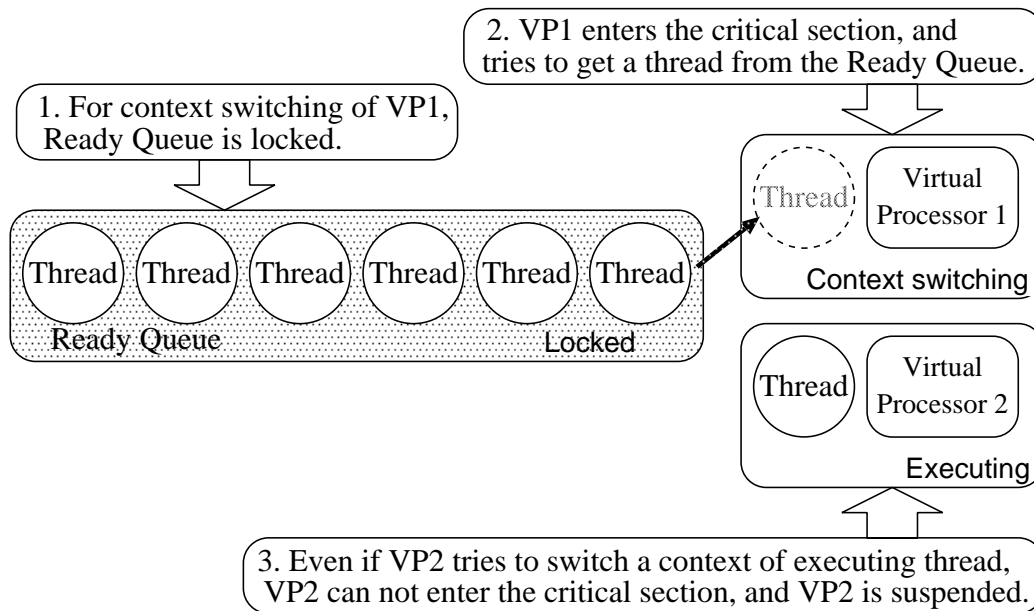 2. VP1 enters the critical section, and
tries to get a thread from the Ready Queue.
1. For context switching of VP1,
Ready Queue is locked.
Thread
Virtual
Processor 1
Context switching
Thread Thread Thread Thread Thread Thread
Ready Queue
Locked
Thread
Virtual
Processor 2
Executing
3. Even if VP2 tries to switch a context of executing thread,
VP2 can not enter the critical section, and VP2 is suspended.